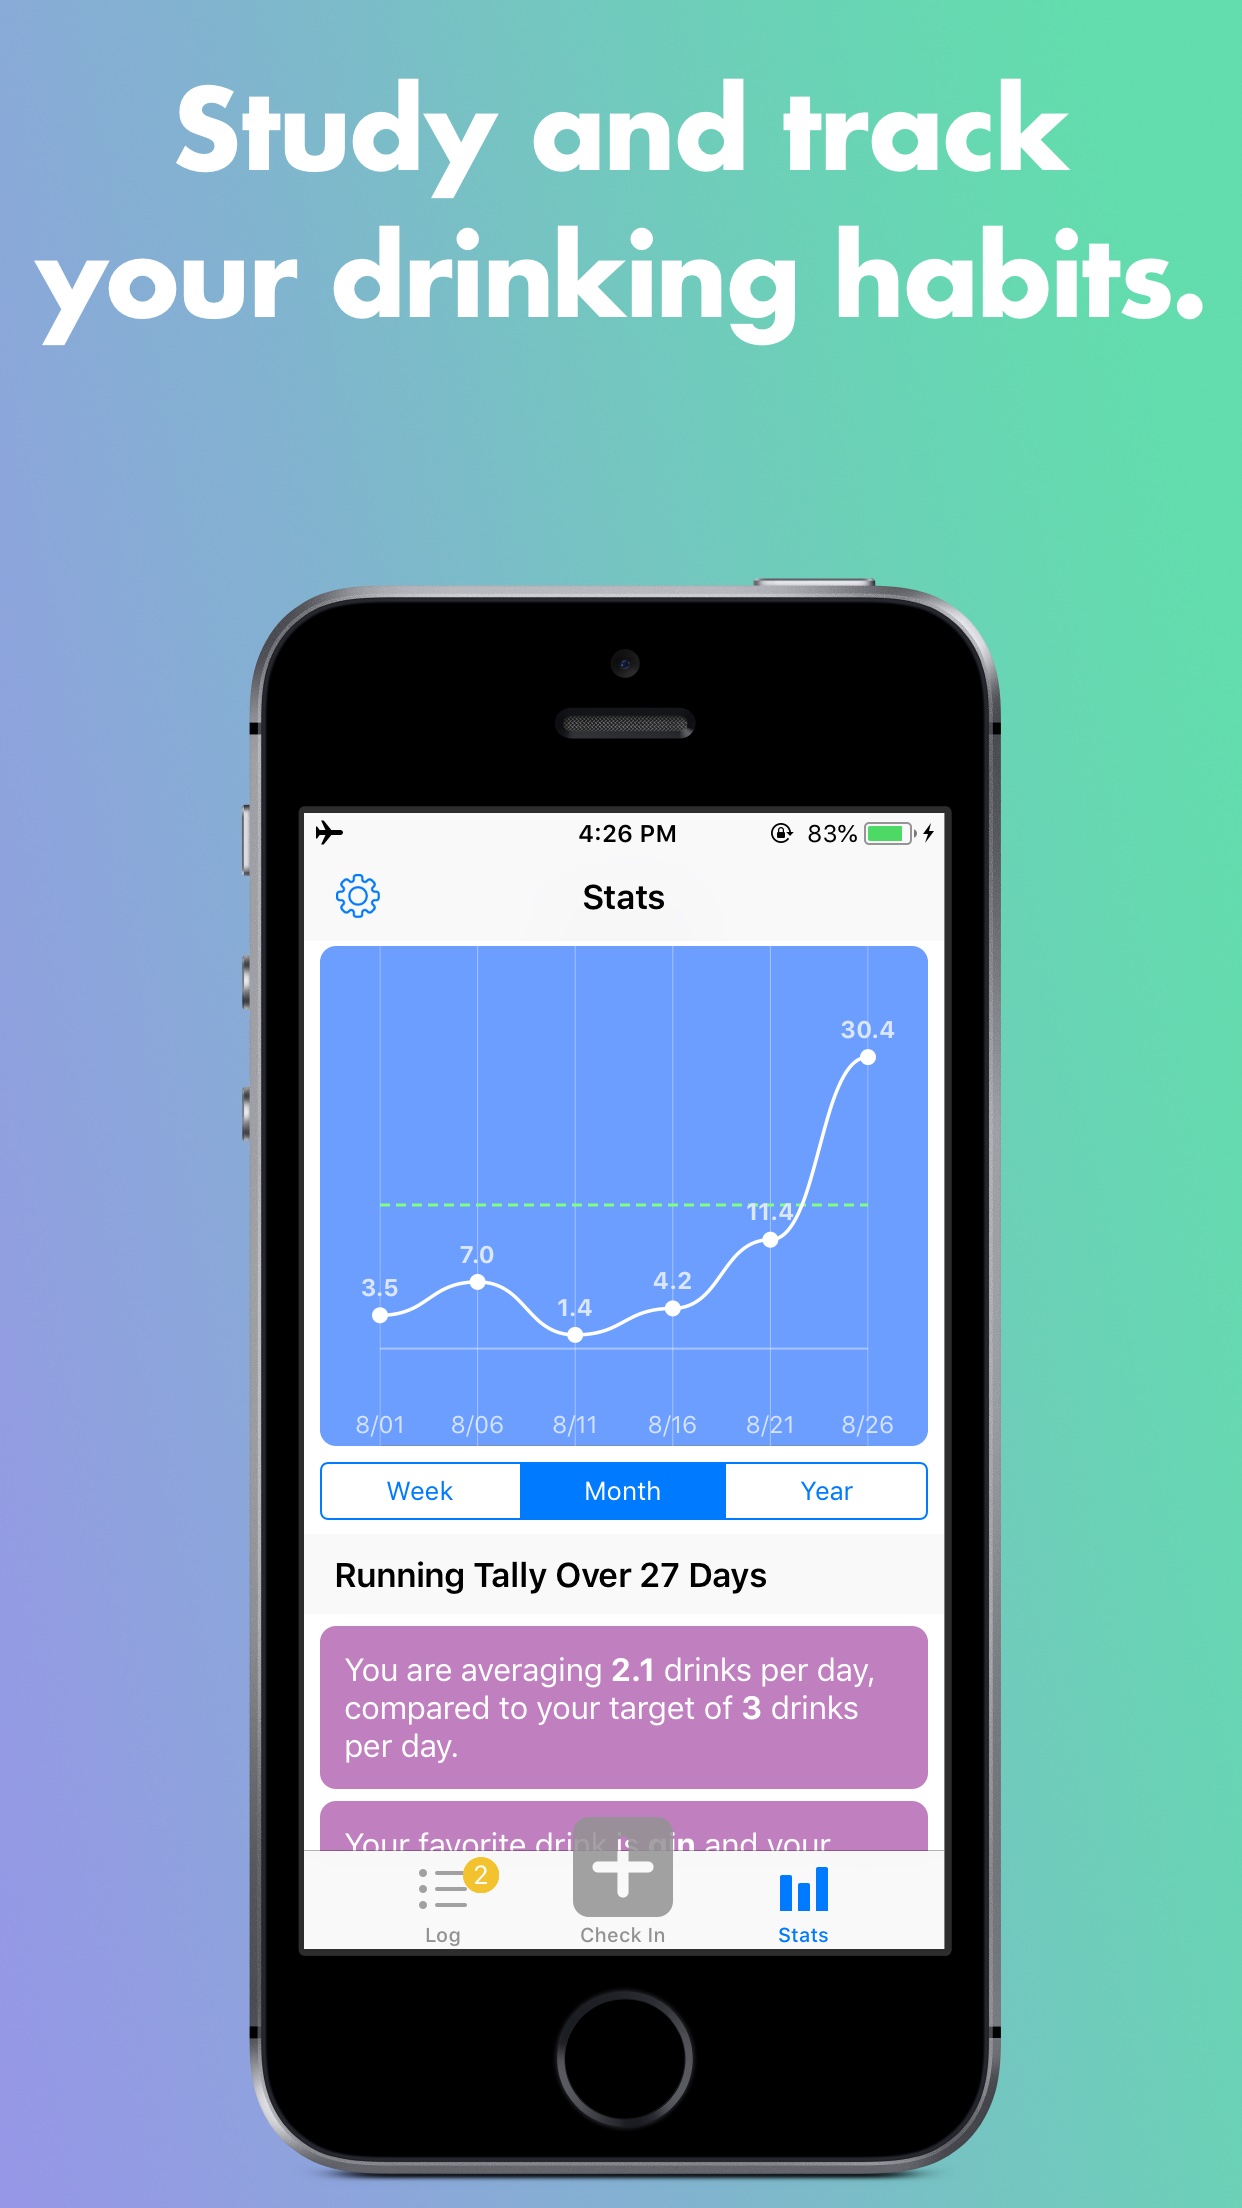 Study and track
your drinking habits.
4:26 PM
83%
Stats
30.4
11.4
7.0
4.2
3.5
1.4
8/01 8/06 8/11 8/16 8/21 8/26
Week Month Year
Running Tally Over 27 Days
You are averaging 2.1 drinks per day,
compared to your target of 3 drinks
per day.
Your favorite drink is gin and your
2
Log Check In Stats